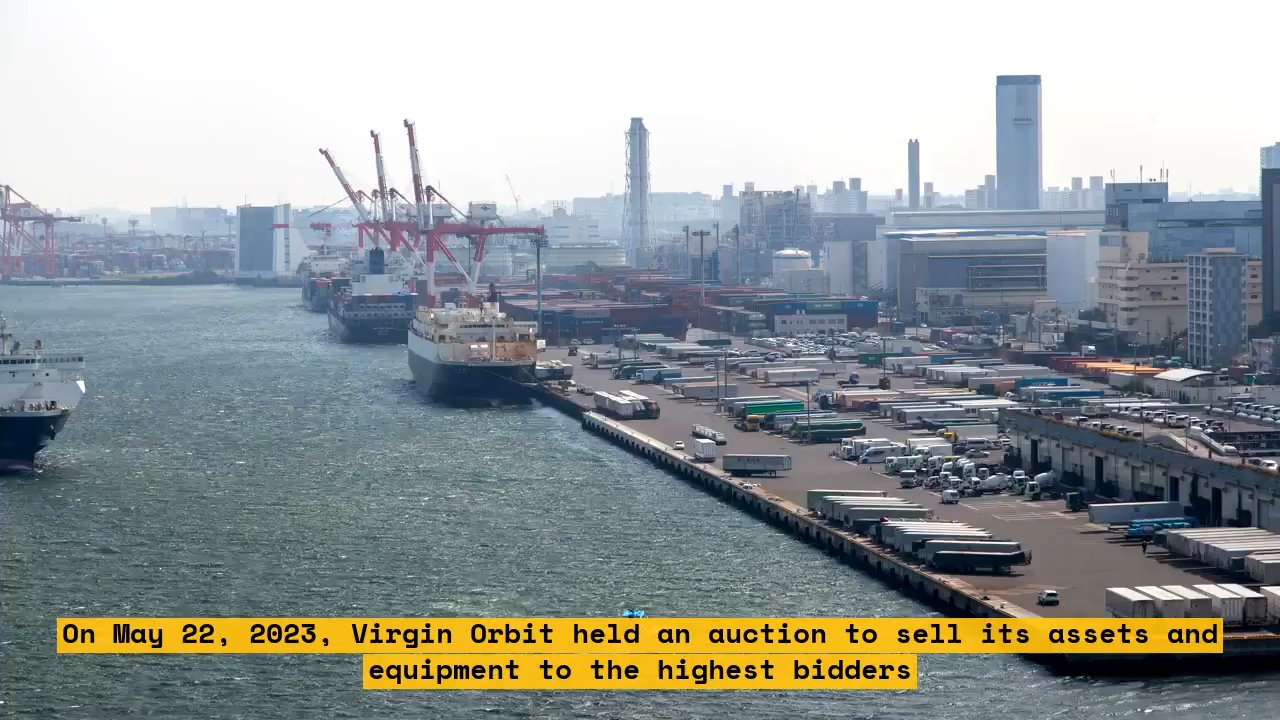 On May 22, 2023, Virgin Orbit held an auction to sell its assets and
equipment to the highest bidders